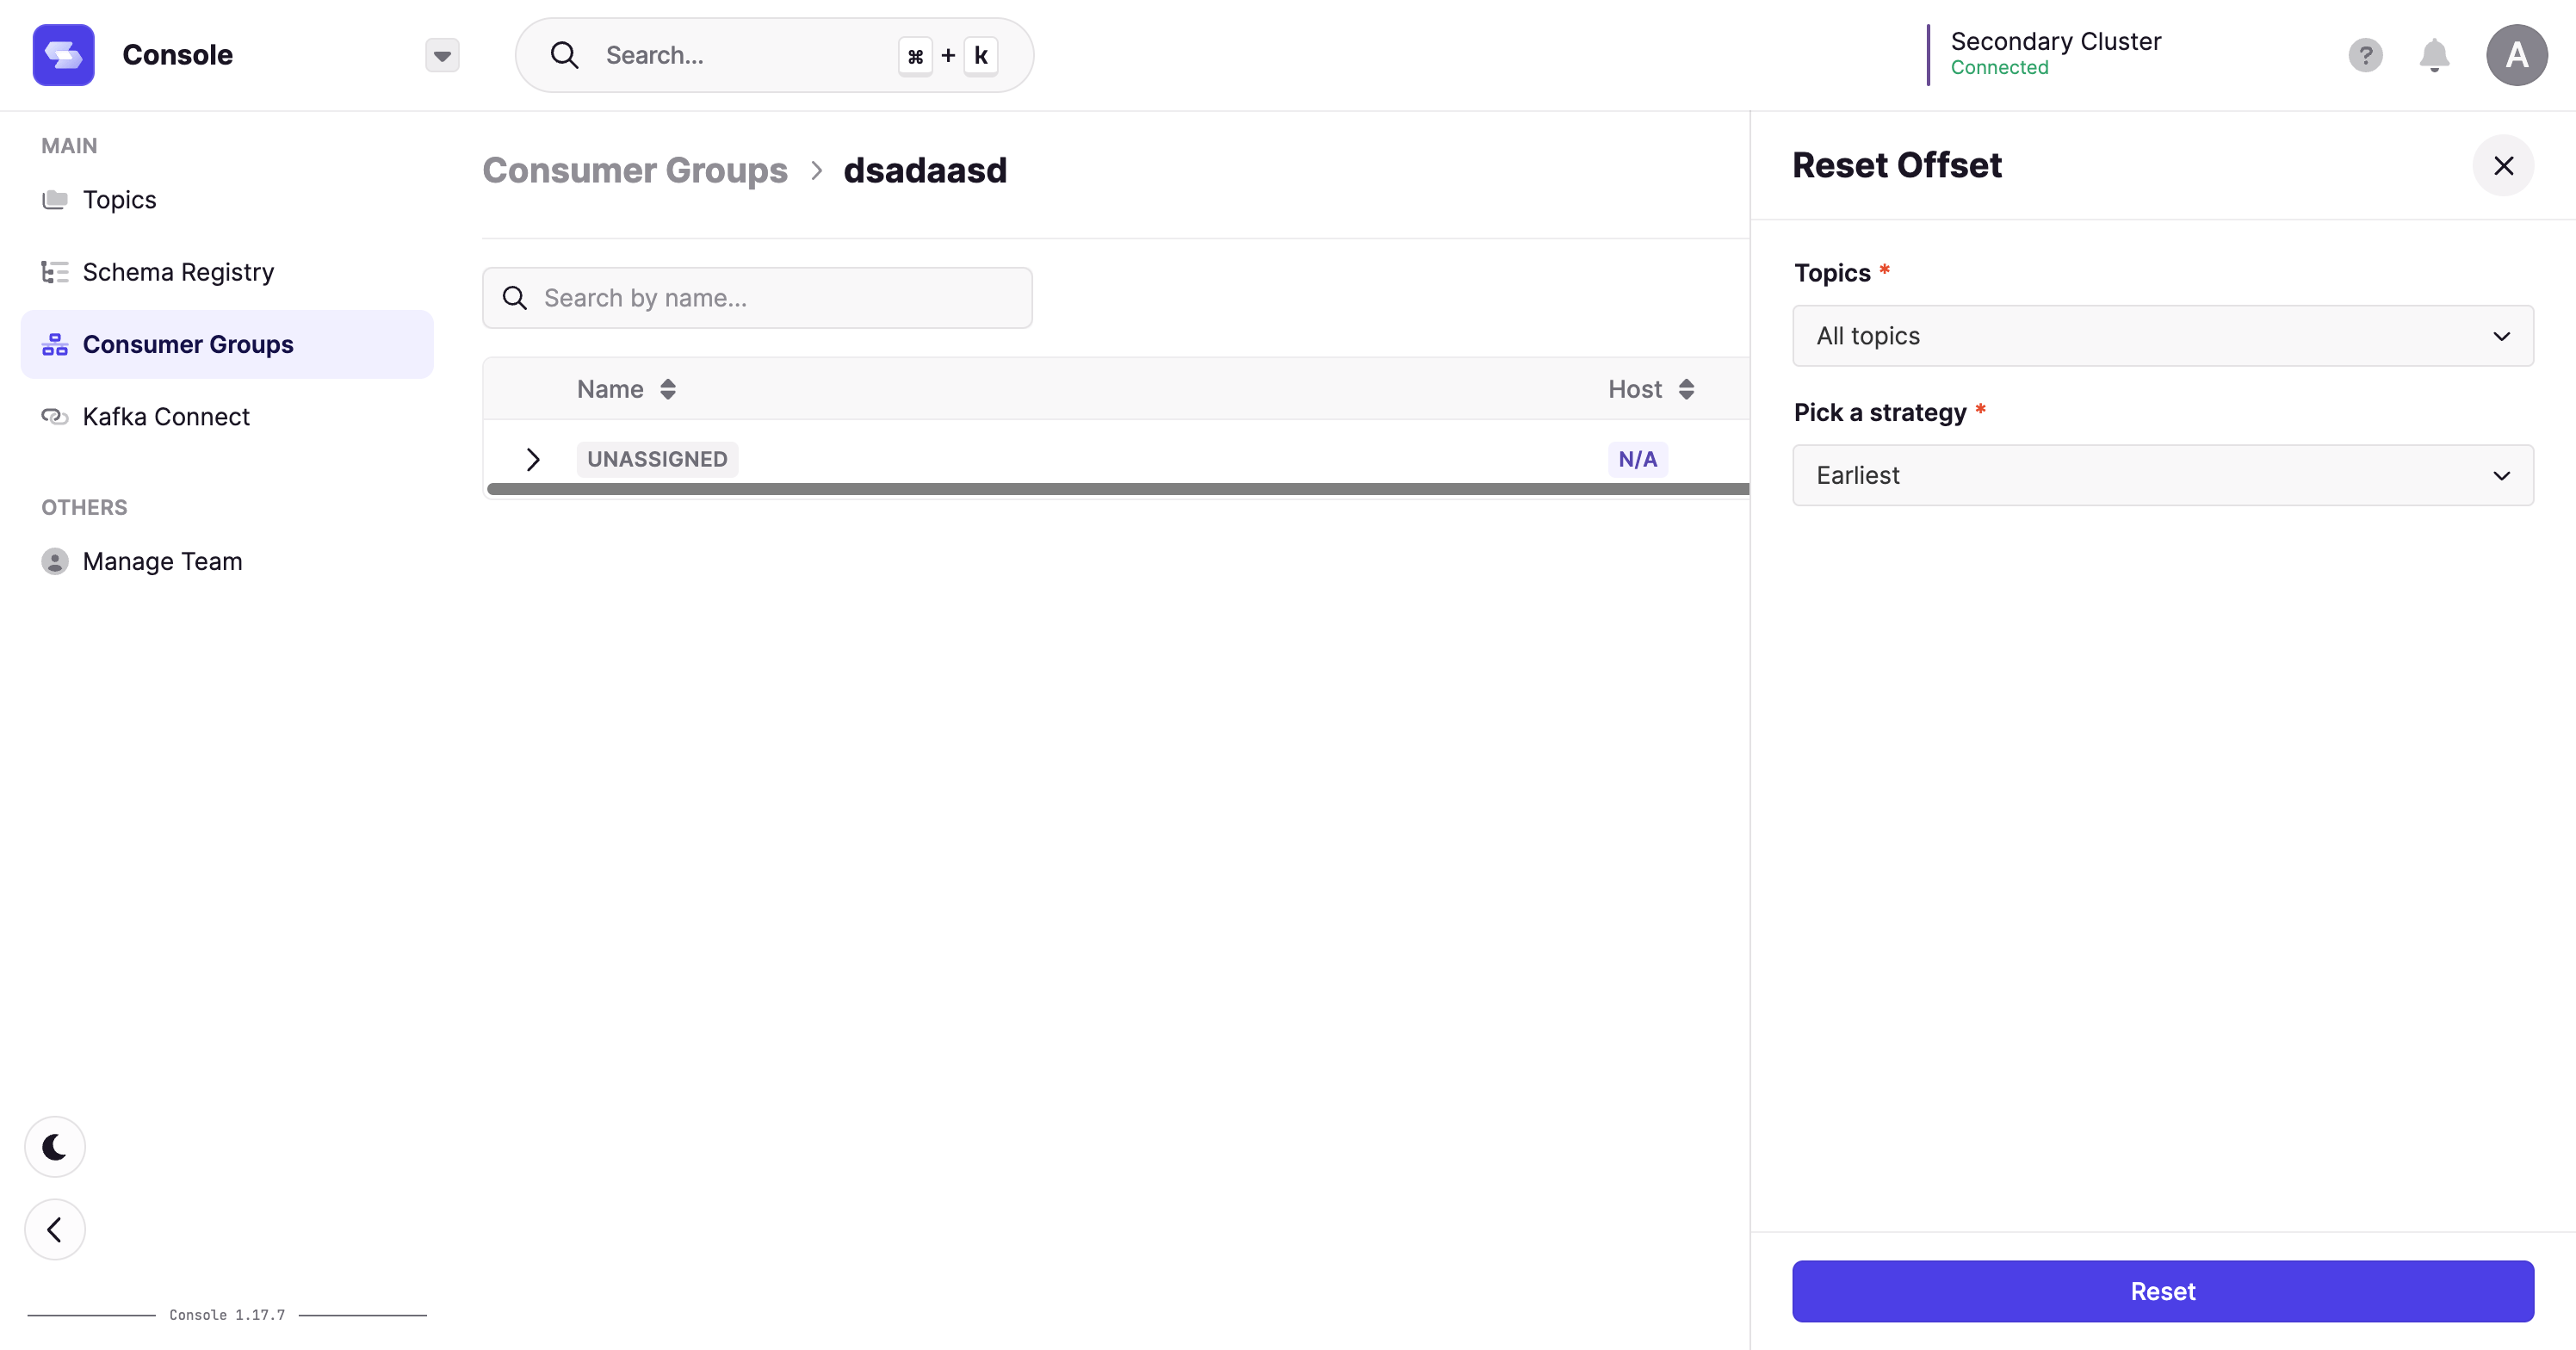 Console
Search...
⌘ + k
Secondary Cluster
Connected
?
A
MAIN
Topics
Schema Registry
Consumer Groups
Kafka Connect
OTHERS
Manage Team
Console 1.17.7
Consumer Groups > dsadaasd
Search by name...
Name Host
UNASSIGNED N/A
Reset Offset
Topics *
All topics
Pick a strategy *
Earliest
Reset